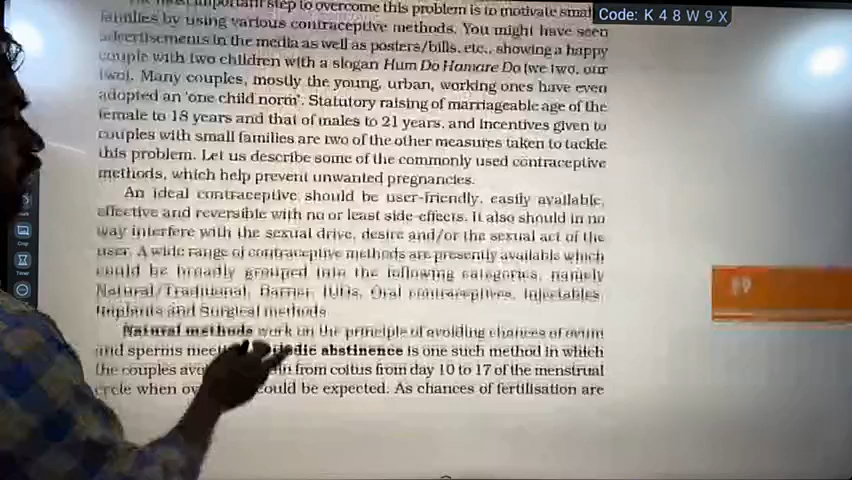 important step to overcome this problem is to motivate smal
Code: K 4 8 W 9 X
families by using various contraceptive methods. You might have seen
advertisements in the media as well as posters/bills, etc., showing a happy
couple with two children with a slogan Hum Do Hamare Do (we two, our
two). Many couples, mostly the young, urban, working ones have even
adopted an 'one child norm'. Statutory raising of marriageable age of the
female to 18 years and that of males to 21 years, and incentives given to
couples with small families are two of the other measures taken to tackle
this problem. Let us describe some of the commonly used contraceptive
methods, which help prevent unwanted pregnancies.
An ideal contraceptive should be user-friendly, easily available,
effective and reversible with no or least side-effects. It also should in no
way interfere with the sexual drive, desire and/or the sexual act of the
user. A wide range of contraceptive methods are presently available which
could be broadly grouped into the following categories, namely
Natural/Traditional, Barrier, IUDs, Oral contraceptives, Injectables,
Implants and Surgical methods.
Natural methods work on the principle of avoiding chances of ovum
and sperms meeti dic abstinence is one such method in which
the couples avo in from coitus from day 10 to 17 of the menstrual
cycle when ov could be expected. As chances of fertilisation are
Crop
Timer